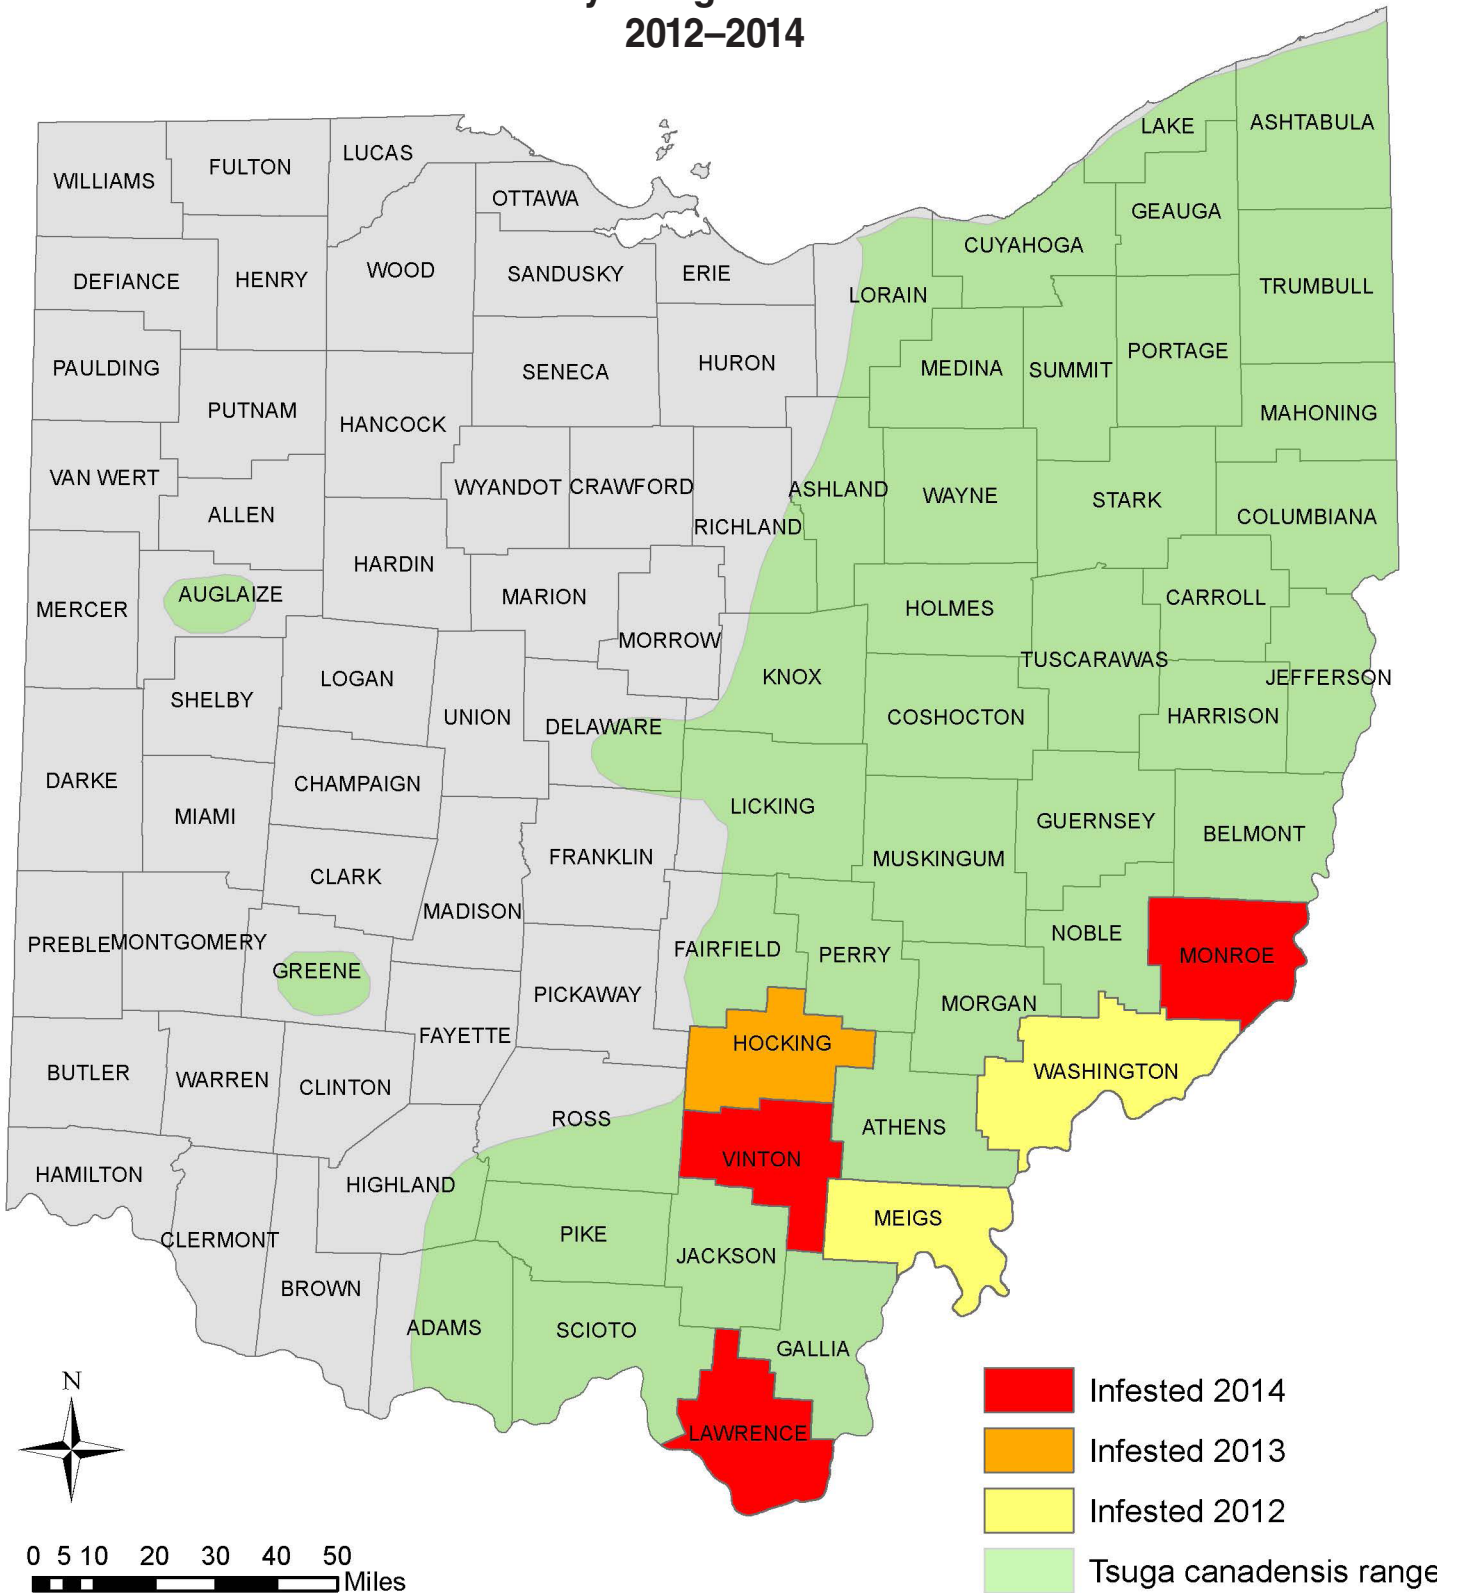 2012–2014
LAKE
ASHTABULA
LUCAS
FULTON
WILLIAMS
OTTAWA
GEAUGA
CUYAHOGA
WOOD
SANDUSKY
ERIE
DEFIANCE
HENRY
LORAIN
TRUMBULL
PORTAGE
HURON
SENECA
MEDINA
SUMMIT
PAULDING
PUTNAM
HANCOCK
MAHONING
VAN WERT
WYANDOT
CRAWFORD
ASHLAND
WAYNE
STARK
ALLEN
RICHLAND
COLUMBIANA
HARDIN
AUGLAIZE
MARION
MERCER
HOLMES
CARROLL
MORROW
TUSCARAWAS
LOGAN
KNOX
JEFFERSON
SHELBY
UNION
DELAWARE
COSHOCTON
HARRISON
DARKE
CHAMPAIGN
MIAMI
LICKING
GUERNSEY
BELMONT
FRANKLIN
MUSKINGUM
CLARK
MADISON
PREBLE
MONTGOMERY
GREENE
FAIRFIELD
PERRY
NOBLE
MONROE
PICKAWAY
MORGAN
FAYETTE
HOCKING
BUTLER
WARREN
CLINTON
WASHINGTON
ROSS
ATHENS
VINTON
HAMILTON
HIGHLAND
MEIGS
CLERMONT
PIKE
JACKSON
BROWN
ADAMS
SCIOTO
GALLIA
LAWRENCE
N
Infested 2014
Infested 2013
Infested 2012
Tsuga canadensis range
0 5 10 20 30 40 50
Miles